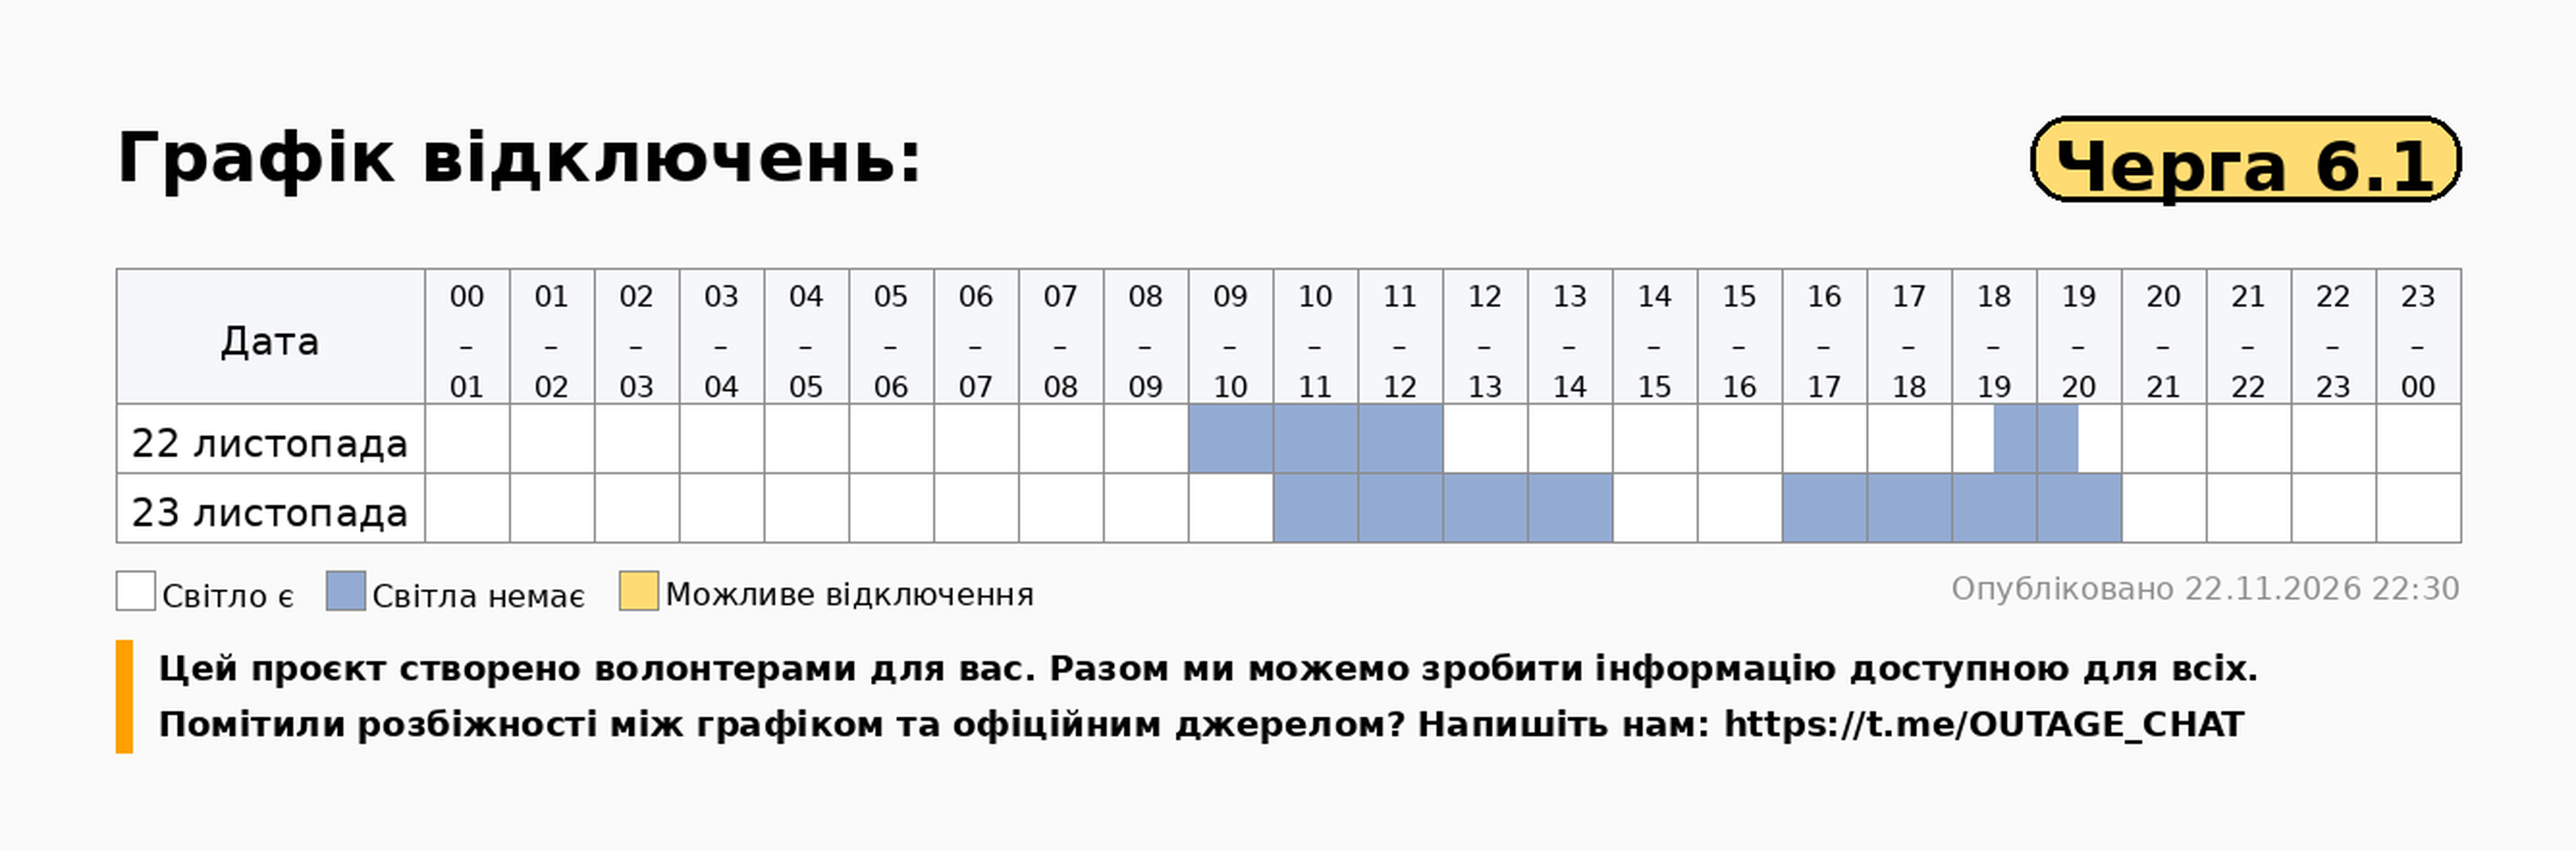 Графік відключень:
Черга 6.1
Дата
00 – 01
01 – 02
02 – 03
03 – 04
04 – 05
05 – 06
06 – 07
07 – 08
08 – 09
09 – 10
10 – 11
11 – 12
12 – 13
13 – 14
14 – 15
15 – 16
16 – 17
17 – 18
18 – 19
19 – 20
20 – 21
21 – 22
22 – 23
23 – 00
22 листопада
23 листопада
Світло є
Світла немає
Можливе відключення
Опубліковано 22.11.2026 22:30
Цей проєкт створено волонтерами для вас. Разом ми можемо зробити інформацію доступною для всіх.
Помітили розбіжності між графіком та офіційним джерелом? Напишіть нам: https://t.me/OUTAGE_CHAT